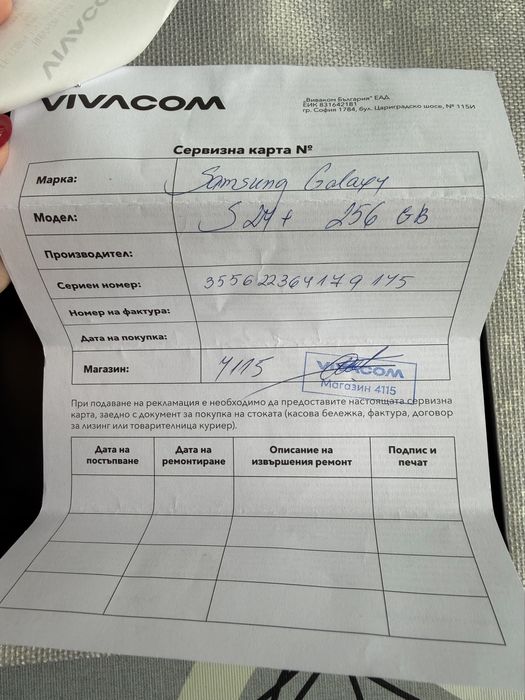 VIVACOM
"Виваком България" ЕАД
ЕИК 831642181
гр. София 1784, бул. Цариградско шосе, № 115И
Сервизна карта №
Марка: Samsung Galaxy
Модел: S24+ 256 GB
Производител:
Сериен номер: 355622364179145
Номер на фактура:
Дата на покупка:
Магазин: 4115
VIVACOM
Магазин 4115
При подаване на рекламация е необходимо да предоставите настоящата сервизна
карта, заедно с документ за покупка на стоката (касова бележка, фактура, договор
за лизинг или товарителница куриер).
Дата на постъпване Дата на ремонтиране Описание на извършения ремонт Подпис и печат